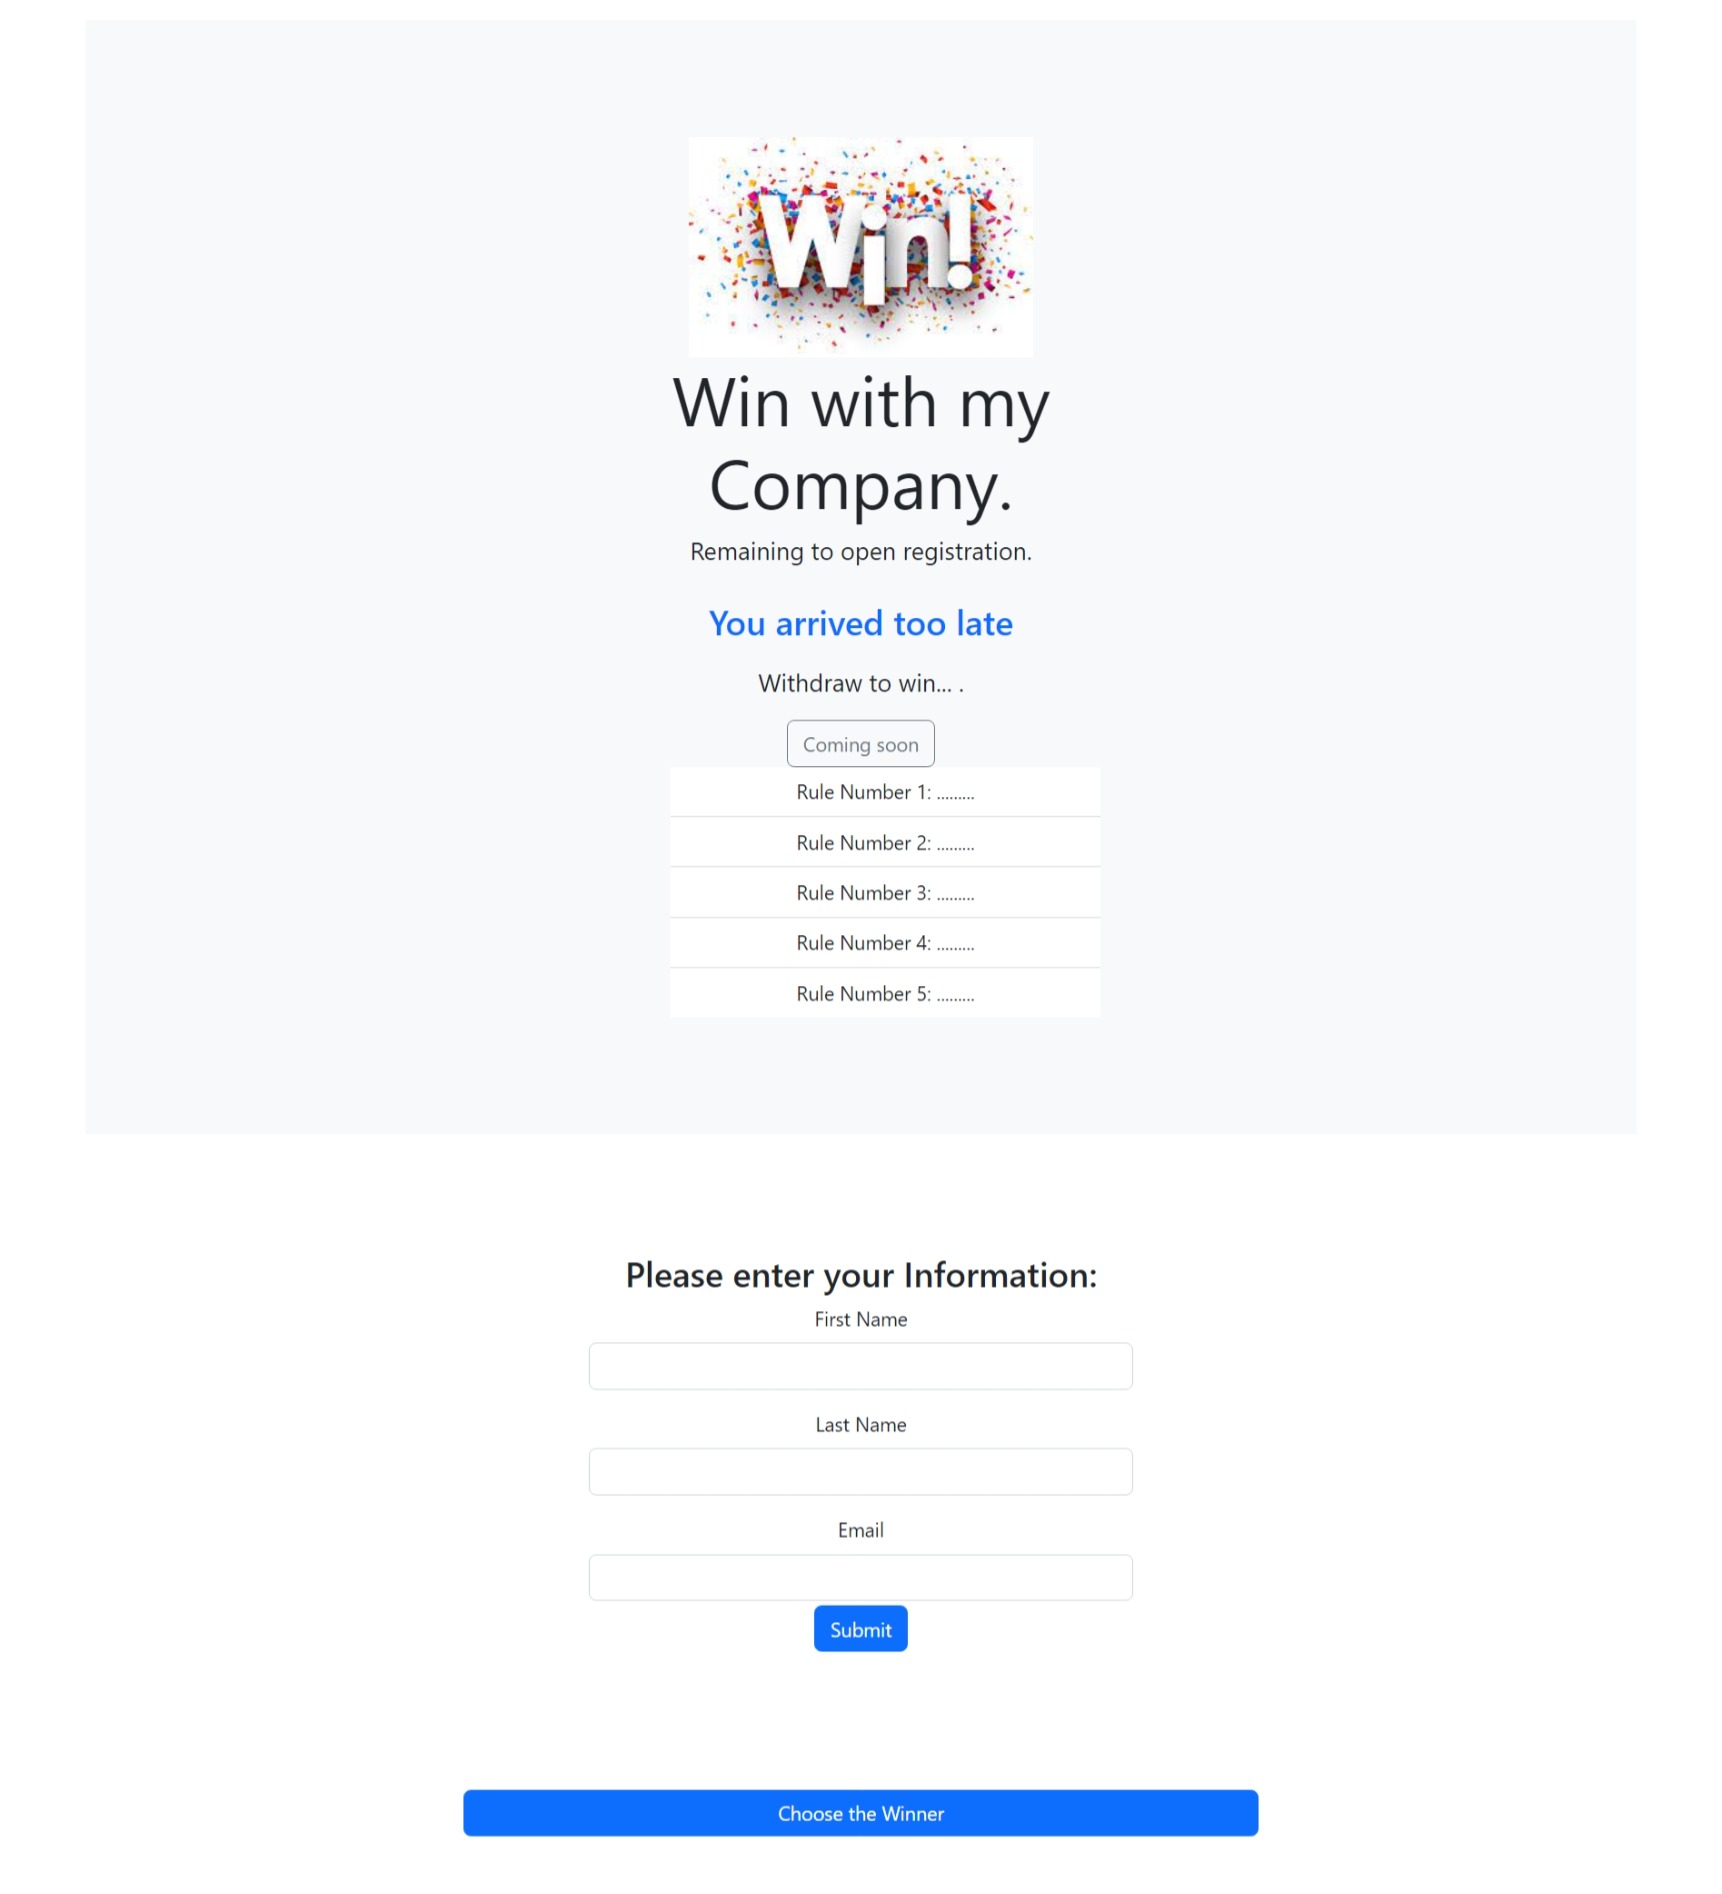 Win!
Win with my
Company.
Remaining to open registration.
You arrived too late
Withdraw to win... .
Coming soon
Rule Number 1: .........
Rule Number 2: .........
Rule Number 3: .........
Rule Number 4: .........
Rule Number 5: .........
Please enter your Information:
First Name
Last Name
Email
Submit
Choose the Winner